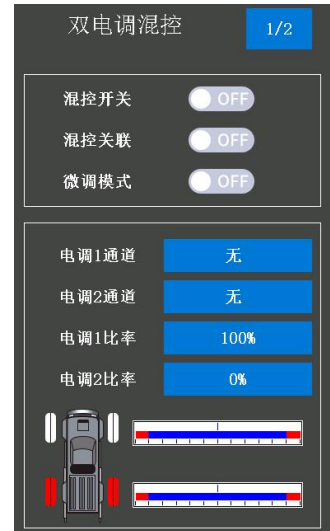 双电调混控 1/2
混控开关 OFF
混控关联 OFF
微调模式 OFF
电调1通道 无
电调2通道 无
电调1比率 100%
电调2比率 0%